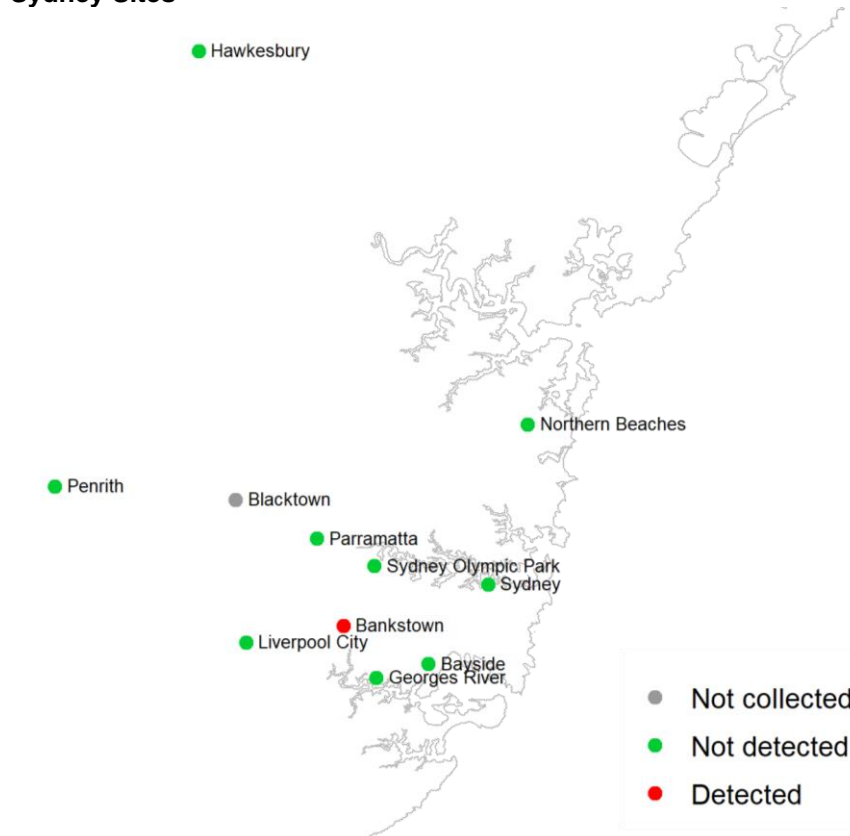 Sydney Sites
Hawkesbury
Northern Beaches
Penrith
Blacktown
Parramatta
Sydney Olympic Park
Sydney
Bankstown
Liverpool City
Bayside
Georges River
Not collected
Not detected
Detected